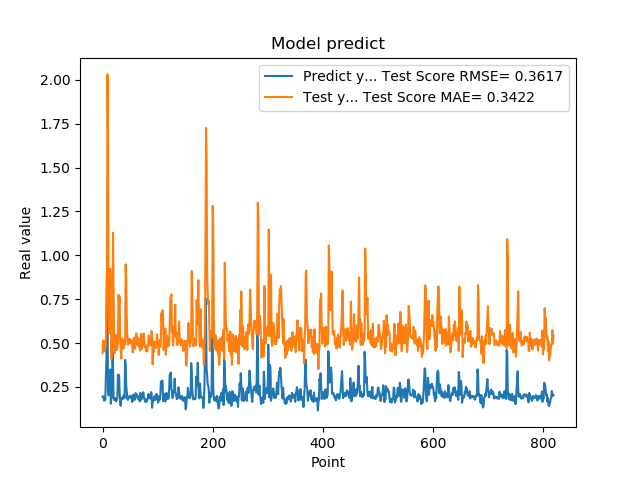 Model predict
Predict y... Test Score RMSE= 0.3617
Test y... Test Score MAE= 0.3422
2.00
1.75
1.50
1.25
1.00
0.75
0.50
0.25
Real value
0 200 400 600 800
Point